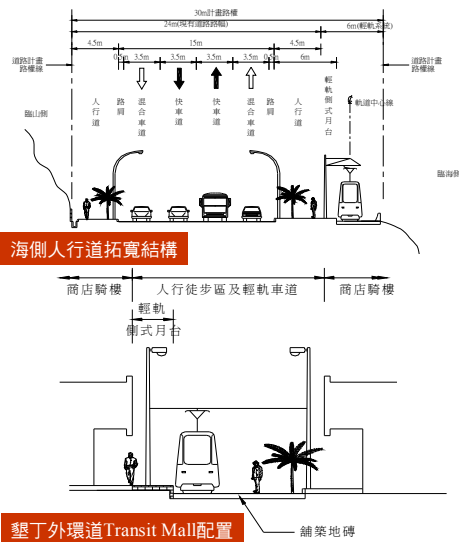 30m計畫路權
24m(現有道路路幅)
6m(輕軌系統)
4.5m
15m
4.5m
0.5m
3.5m
3.5m
3.5m
3.5m
0.5m
6m
道路計畫
路權線
道路計畫
路權線
人行道
路肩
混合車道
快車道
快車道
混合車道
路肩
人行道
輕軌側式月台
軌道中心線
臨山側
臨海側
海側人行道拓寬結構
商店騎樓
人行徒步區及輕軌車道
商店騎樓
輕軌
側式月台
墾丁外環道Transit Mall配置
舖築地磚